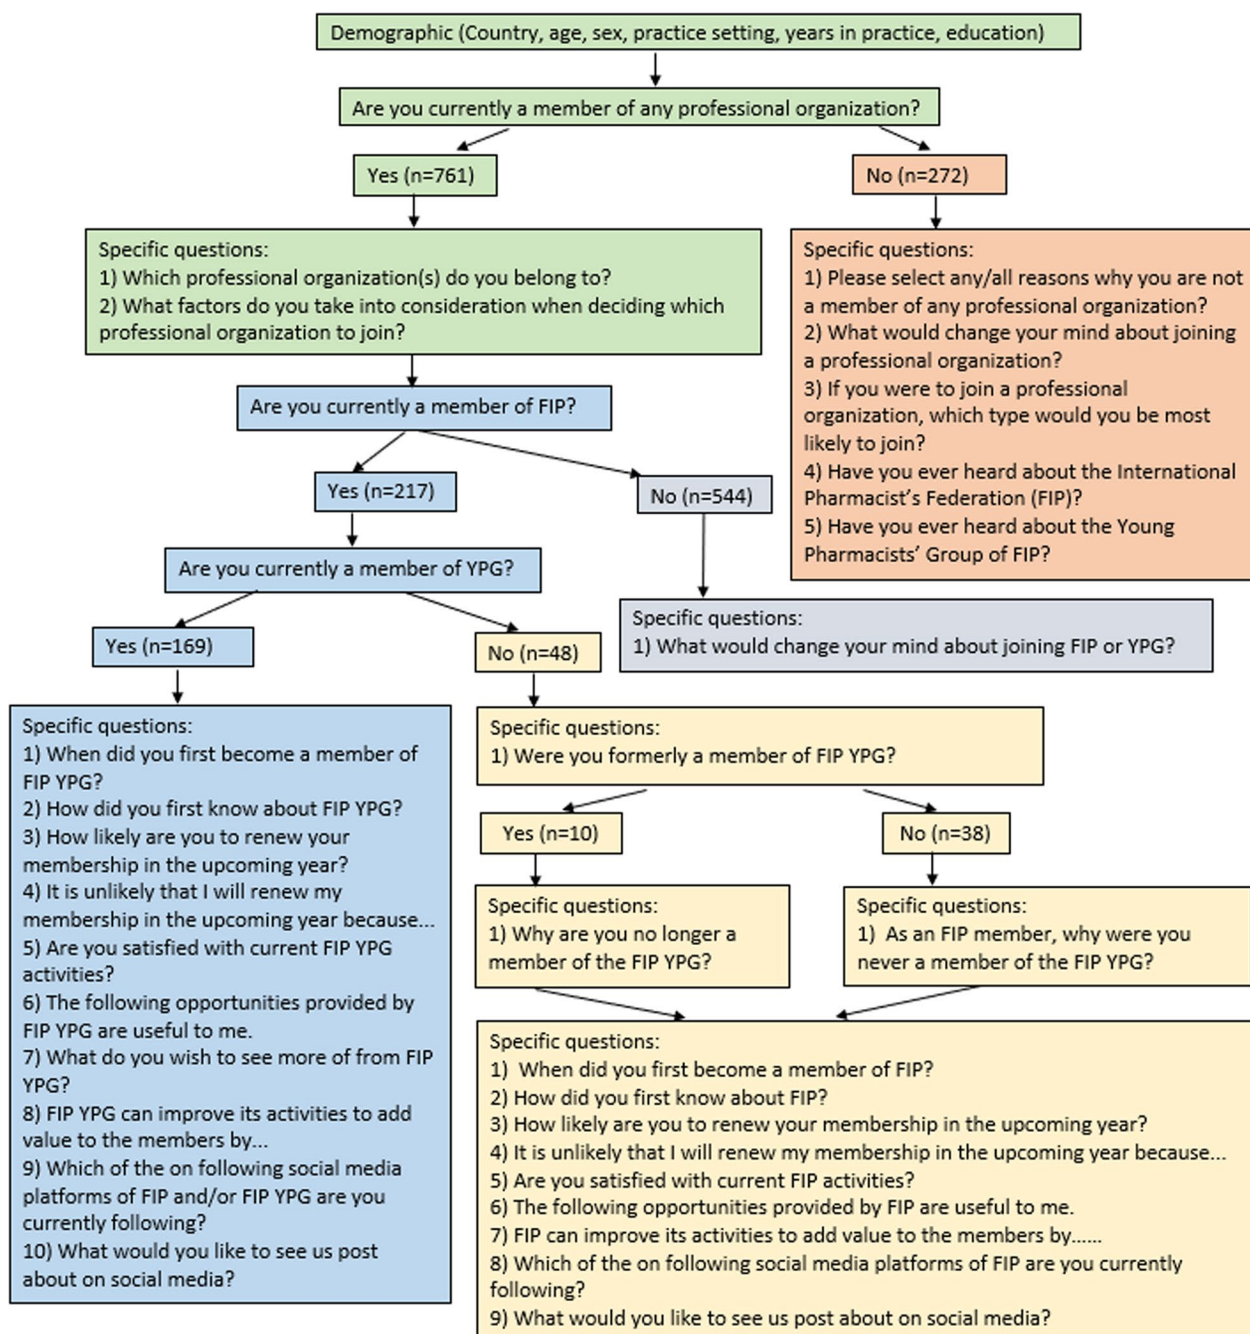 Demographic (Country, age, sex, practice setting, years in practice, education)
Are you currently a member of any professional organization?
Yes (n=761)
No (n=272)
Specific questions:
1) Which professional organization(s) do you belong to?
2) What factors do you take into consideration when deciding which
professional organization to join?
Specific questions:
1) Please select any/all reasons why you are not
a member of any professional organization?
2) What would change your mind about joining
a professional organization?
3) If you were to join a professional
organization, which type would you be most
likely to join?
4) Have you ever heard about the International
Pharmacist's Federation (FIP)?
5) Have you ever heard about the Young
Pharmacists' Group of FIP?
Are you currently a member of FIP?
Yes (n=217)
No (n=544)
Are you currently a member of YPG?
Specific questions:
1) What would change your mind about joining FIP or YPG?
Yes (n=169)
No (n=48)
Specific questions:
1) When did you first become a member of
FIP YPG?
2) How did you first know about FIP YPG?
3) How likely are you to renew your
membership in the upcoming year?
4) It is unlikely that I will renew my
membership in the upcoming year because...
5) Are you satisfied with current FIP YPG
activities?
6) The following opportunities provided by
FIP YPG are useful to me.
7) What do you wish to see more of from FIP
YPG?
8) FIP YPG can improve its activities to add
value to the members by...
9) Which of the on following social media
platforms of FIP and/or FIP YPG are you
currently following?
10) What would you like to see us post
about on social media?
Specific questions:
1) Were you formerly a member of FIP YPG?
Yes (n=10)
No (n=38)
Specific questions:
1) Why are you no longer a
member of the FIP YPG?
Specific questions:
1) As an FIP member, why were you
never a member of the FIP YPG?
Specific questions:
1) When did you first become a member of FIP?
2) How did you first know about FIP?
3) How likely are you to renew your membership in the upcoming year?
4) It is unlikely that I will renew my membership in the upcoming year because...
5) Are you satisfied with current FIP activities?
6) The following opportunities provided by FIP are useful to me.
7) FIP can improve its activities to add value to the members by......
8) Which of the on following social media platforms of FIP are you currently
following?
9) What would you like to see us post about on social media?